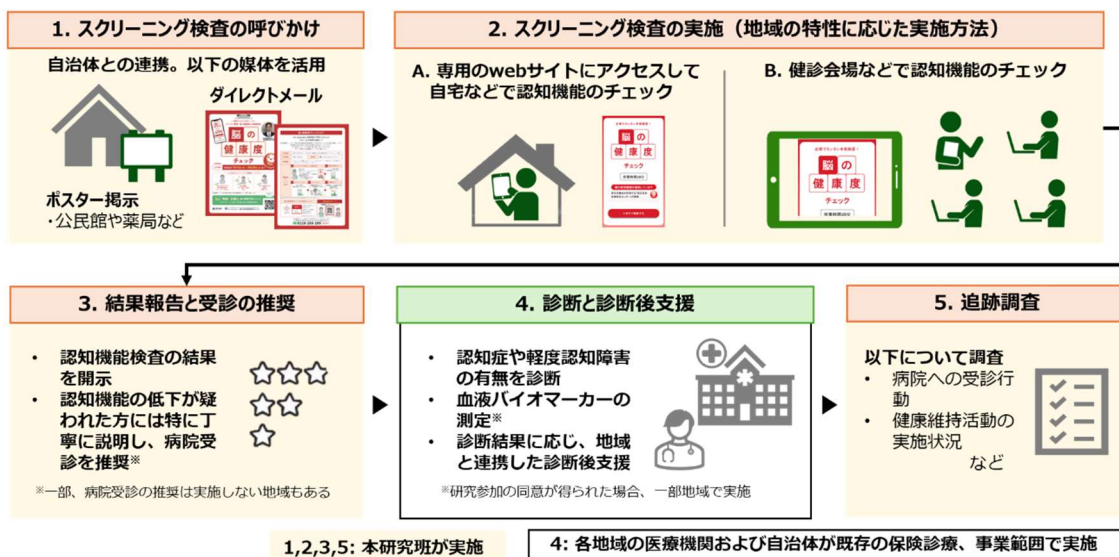 1. スクリーニング検査の呼びかけ
自治体との連携。以下の媒体を活用
ダイレクトメール
脳の
健康度
チェック
ポスター掲示
・公民館や薬局など
2. スクリーニング検査の実施（地域の特性に応じた実施方法）
A. 専用のwebサイトにアクセスして
自宅などで認知機能のチェック
脳の
健康度
チェック
B. 健診会場などで認知機能のチェック
脳の
健康度
チェック
3. 結果報告と受診の推奨
• 認知機能検査の結果
を開示
• 認知機能の低下が疑
われた方には特に丁
寧に説明し、病院受
診を推奨※
※一部、病院受診の推奨は実施しない地域もある
4. 診断と診断後支援
• 認知症や軽度認知障害
の有無を診断
• 血液バイオマーカーの
測定※
• 診断結果に応じ、地域
と連携した診断後支援
※研究参加の同意が得られた場合、一部地域で実施
5. 追跡調査
以下について調査
• 病院への受診行
動
• 健康維持活動の
実施状況
など
1,2,3,5: 本研究班が実施
4: 各地域の医療機関および自治体が既存の保険診療、事業範囲で実施